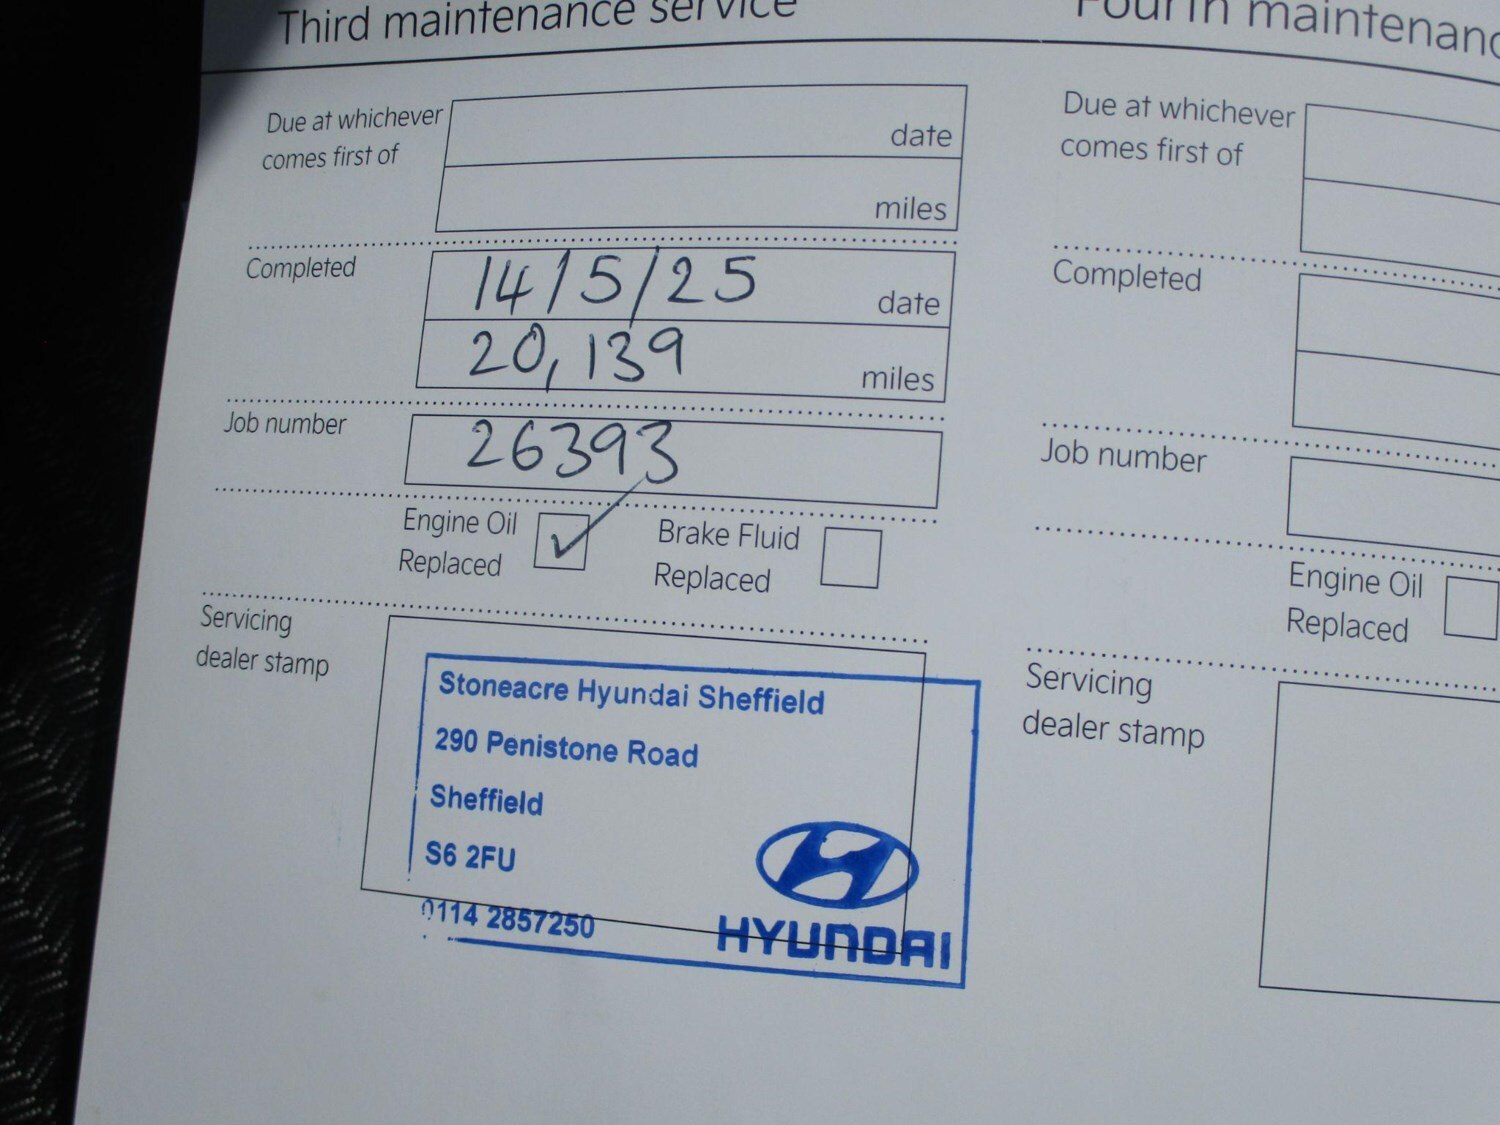 Third maintenance service
Due at whichever
comes first of
date
miles
Completed
14/5/25 date
20,139 miles
Job number
26393
Engine Oil
Replaced
Brake Fluid
Replaced
Servicing
dealer stamp
Stoneacre Hyundai Sheffield
290 Penistone Road
Sheffield
S6 2FU
0114 2857250
HYUNDAI
Fourth maintenanc
Due at whichever
comes first of
Completed
Job number
Engine Oil
Replaced
Servicing
dealer stamp